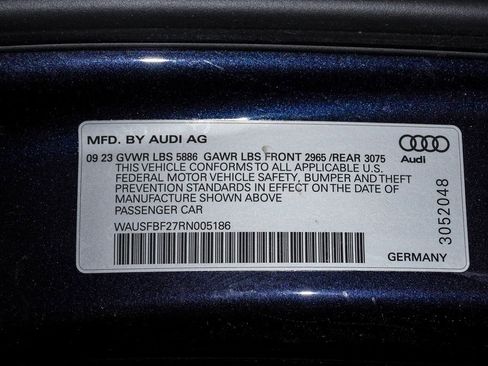 MFD. BY AUDI AG
09 23 GVWR LBS 5886 GAWR LBS FRONT 2965 /REAR 3075
THIS VEHICLE CONFORMS TO ALL APPLICABLE U.S.
FEDERAL MOTOR VEHICLE SAFETY, BUMPER AND THEFT
PREVENTION STANDARDS IN EFFECT ON THE DATE OF
MANUFACTURE SHOWN ABOVE
PASSENGER CAR
WAUSFBF27RN005186
Audi
3052048
GERMANY